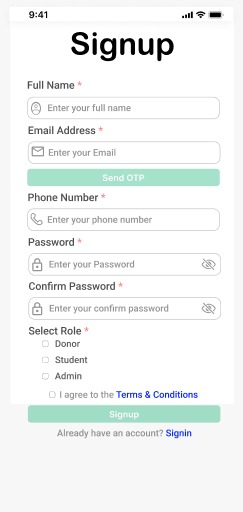 9:41
Signup
Full Name *
Enter your full name
Email Address *
Enter your Email
Send OTP
Phone Number *
Enter your phone number
Password *
Enter your Password
Confirm Password *
Enter your confirm password
Select Role *
Donor
Student
Admin
I agree to the Terms & Conditions
Signup
Already have an account? Signin